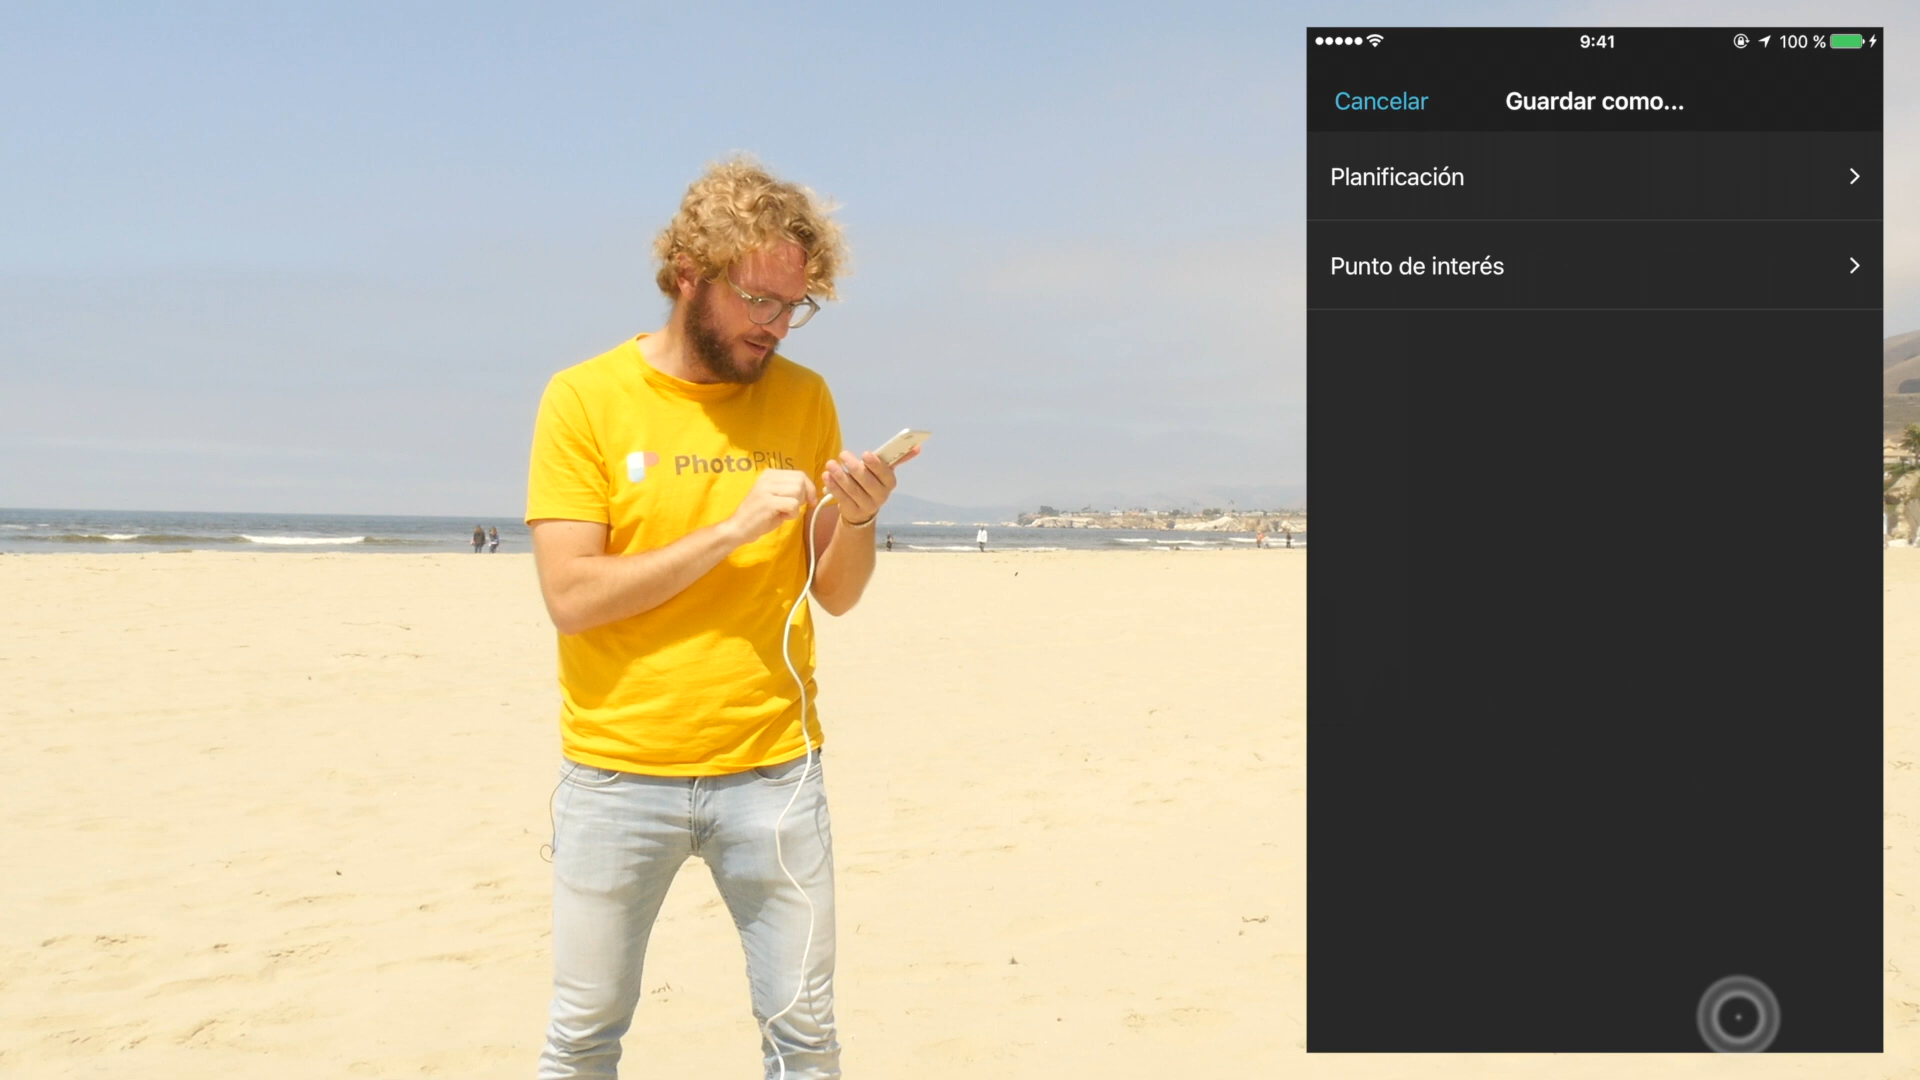 PhotoPills
9:41
100 %
Cancelar
Guardar como...
Planificación
Punto de interés